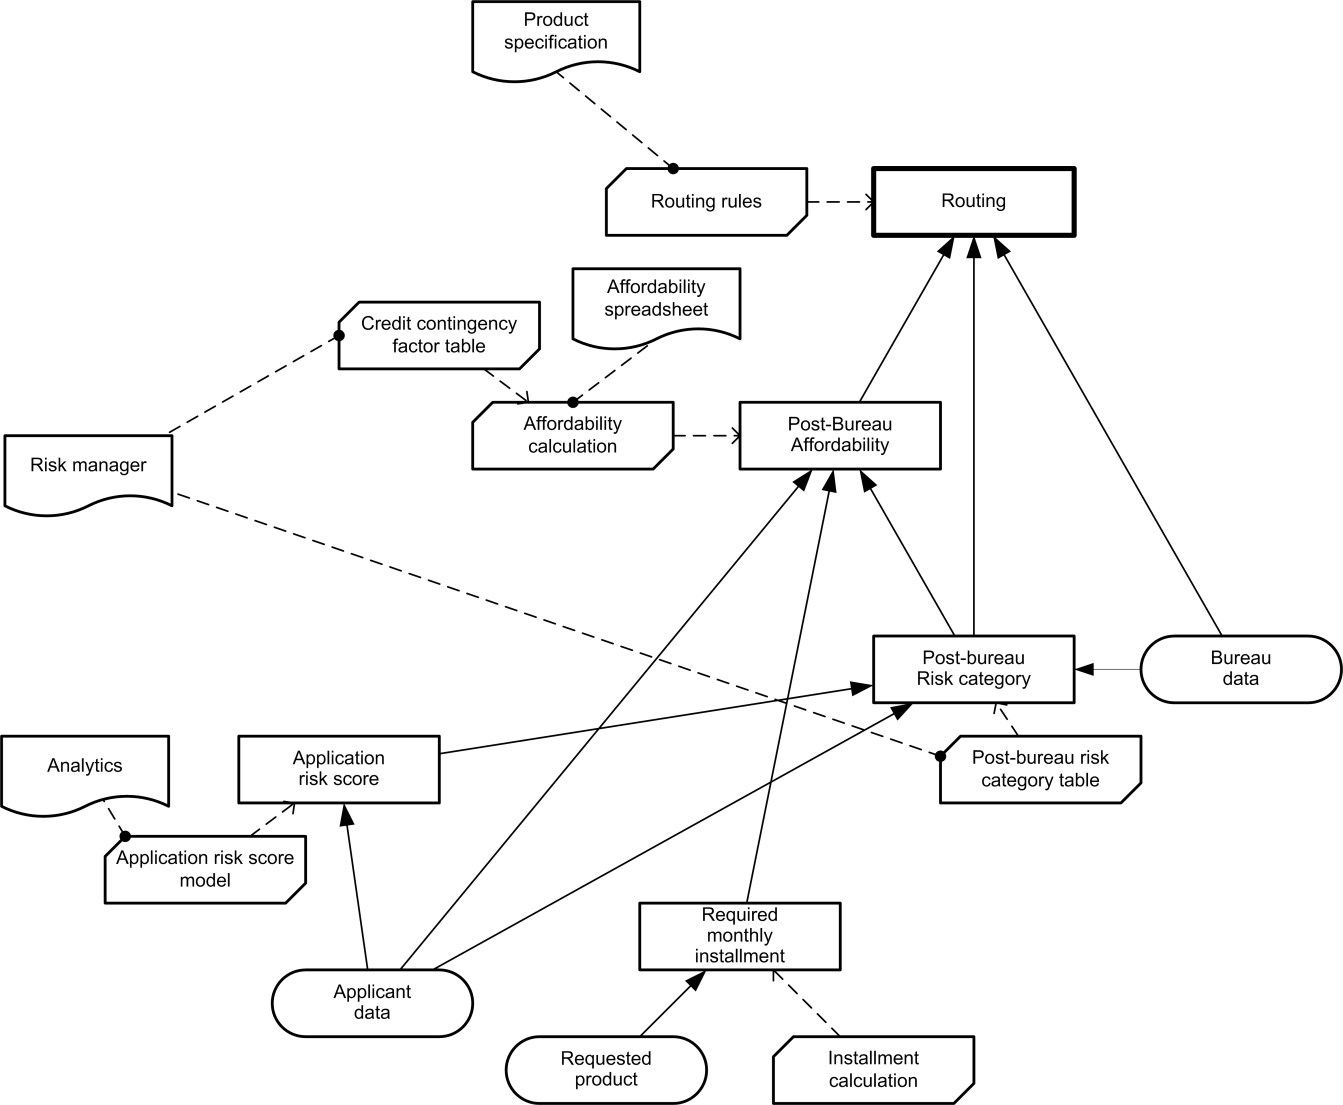 Product
specification
Routing rules
Routing
Affordability
spreadsheet
Credit contingency
factor table
Affordability
calculation
Post-Bureau
Affordability
Risk manager
Post-bureau
Risk category
Bureau
data
Analytics
Application
risk score
Post-bureau risk
category table
Application risk score
model
Required
monthly
installment
Applicant
data
Requested
product
Installment
calculation